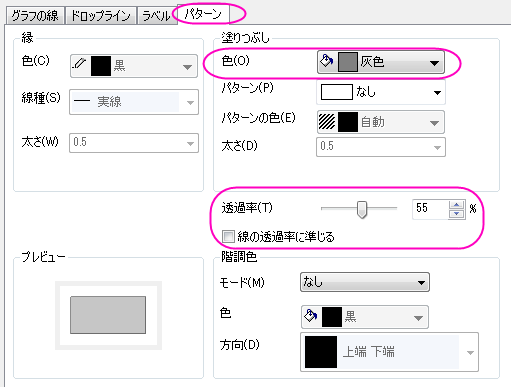 グラフの線 ドロップライン ラベル パターン
縁
色(C) 黒
線種(S) 実線
太さ(W) 0.5
塗りつぶし
色(O) 灰色
パターン(P) なし
パターンの色(E) 自動
太さ(D) 0.5
透過率(T) 55 %
線の透過率に準じる
プレビュー
階調色
モード(M) なし
色 黒
方向(D) 上端 下端